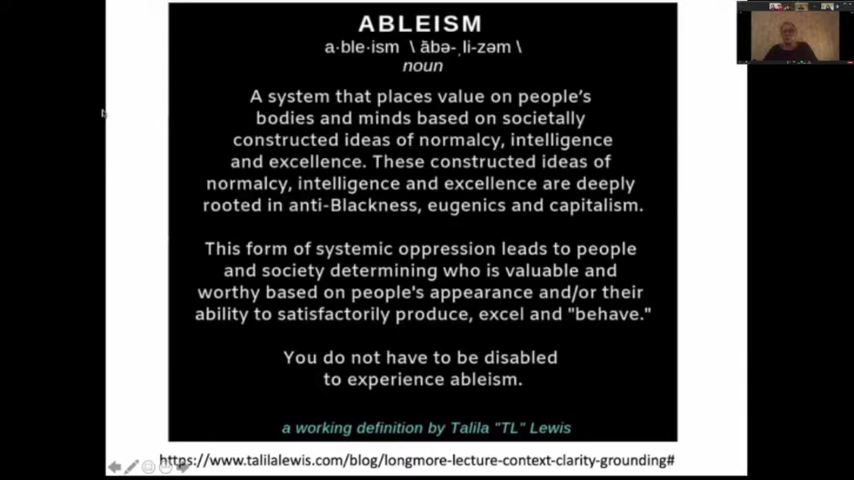 ABLEISM
a·ble·ism \ ābə-ˌli-zəm \
noun
A system that places value on people's
bodies and minds based on societally
constructed ideas of normalcy, intelligence
and excellence. These constructed ideas of
normalcy, intelligence and excellence are deeply
rooted in anti-Blackness, eugenics and capitalism.
This form of systemic oppression leads to people
and society determining who is valuable and
worthy based on people's appearance and/or their
ability to satisfactorily produce, excel and "behave."
You do not have to be disabled
to experience ableism.
a working definition by Talila "TL" Lewis
https://www.talilalewis.com/blog/longmore-lecture-context-clarity-grounding#